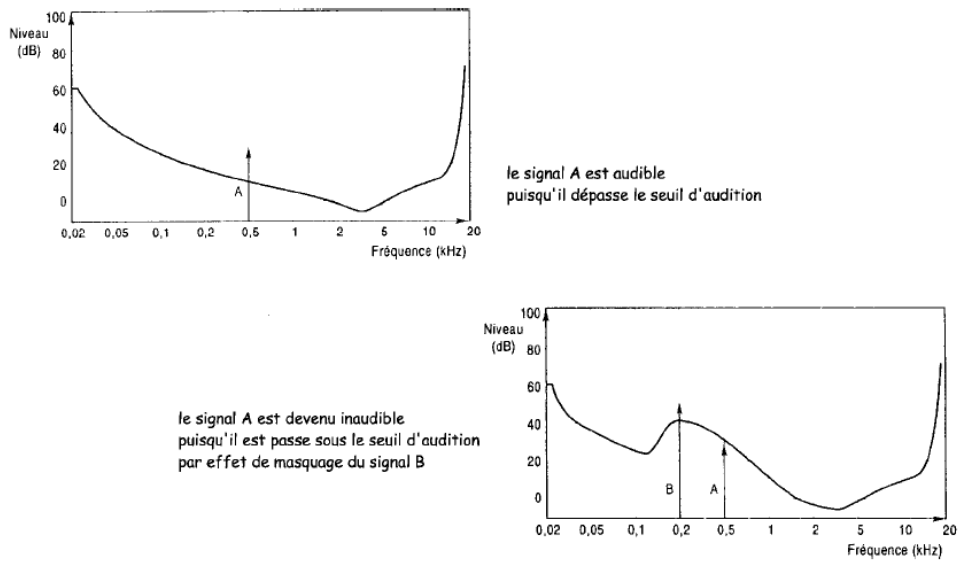 100
Niveau
(dB)
80
60
40
20
0
A
0,02 0,05 0,1 0,2 0,5 1 2 5 10 20
Fréquence (kHz)
le signal A est audible
puisqu'il dépasse le seuil d'audition
100
Niveau
(dB)
80
60
40
20
0
B A
0,02 0,05 0,1 0,2 0,5 1 2 5 10 20
Fréquence (kHz)
le signal A est devenu inaudible
puisqu'il est passe sous le seuil d'audition
par effet de masquage du signal B